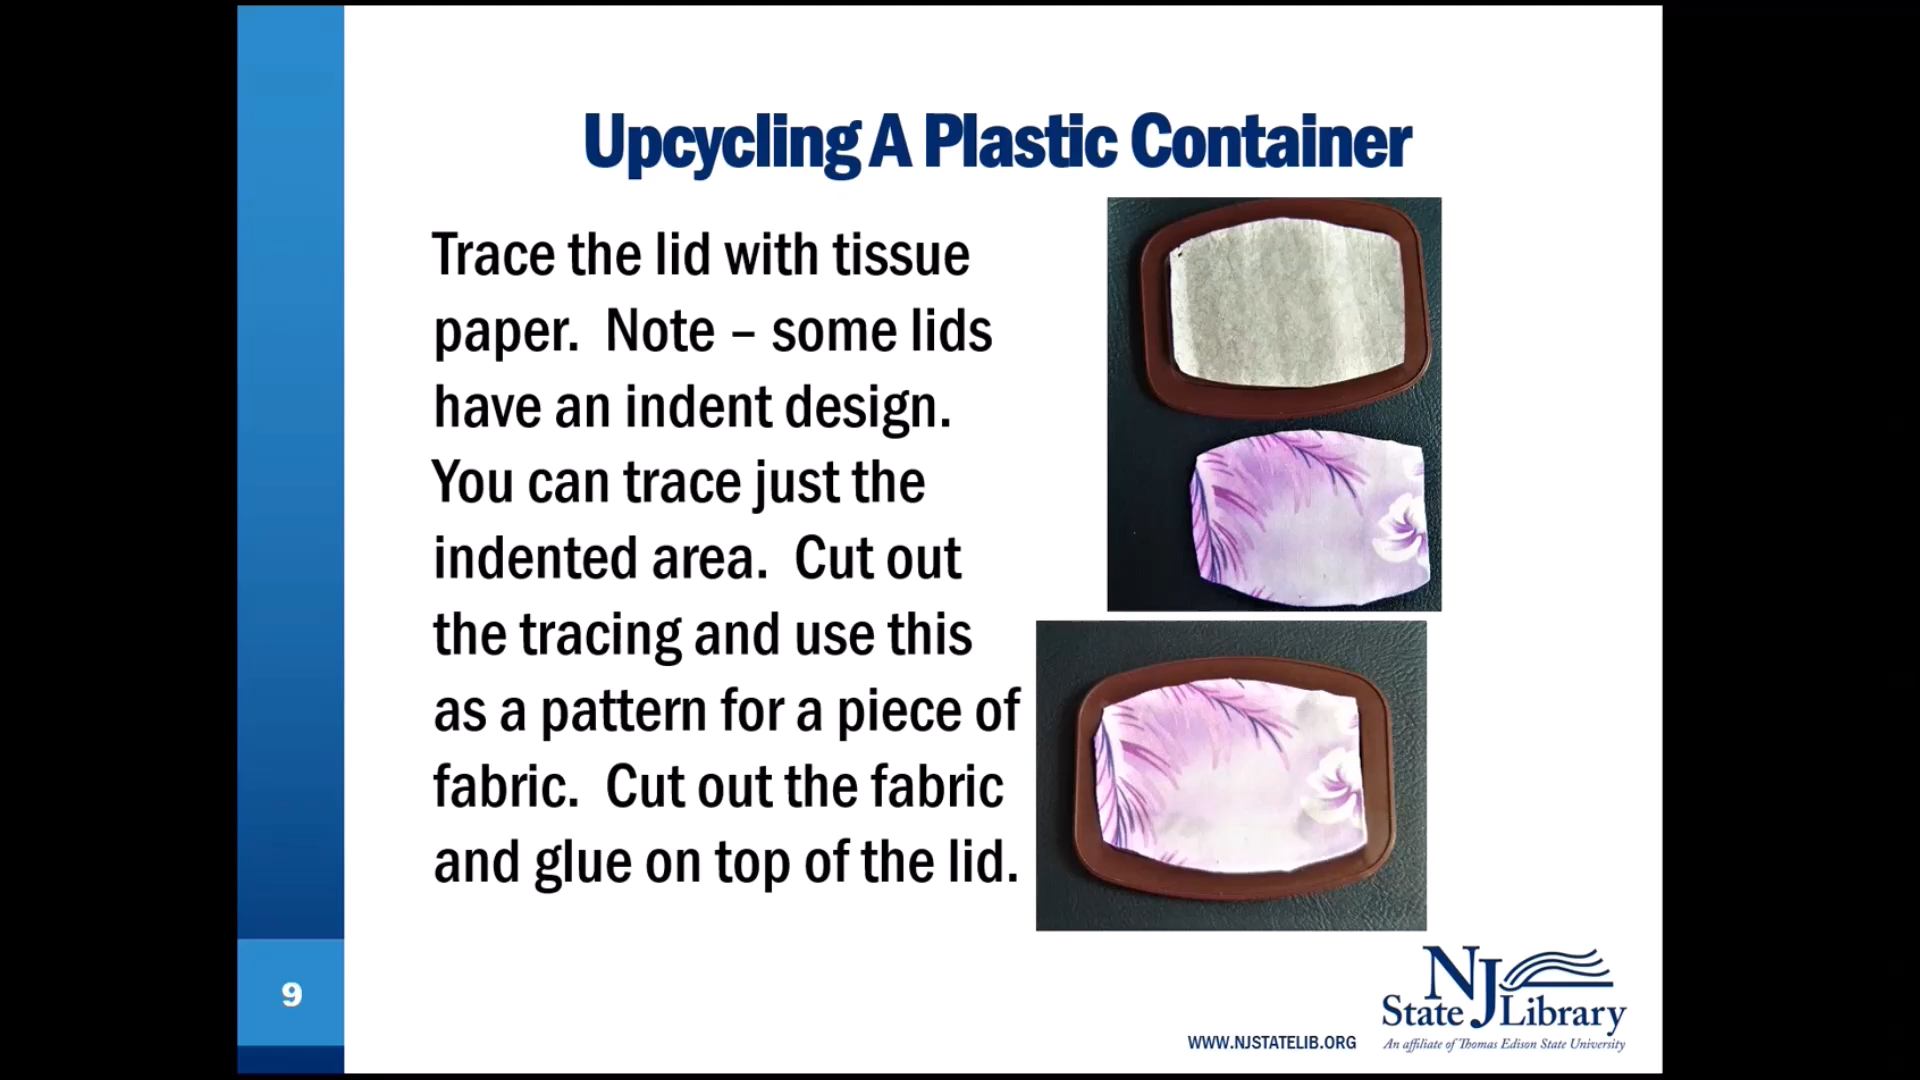 Upcycling A Plastic Container
Trace the lid with tissue
paper. Note – some lids
have an indent design.
You can trace just the
indented area. Cut out
the tracing and use this
as a pattern for a piece of
fabric. Cut out the fabric
and glue on top of the lid.
9
WWW.NJSTATELIB.ORG
NJ
State Library
An affiliate of Thomas Edison State University